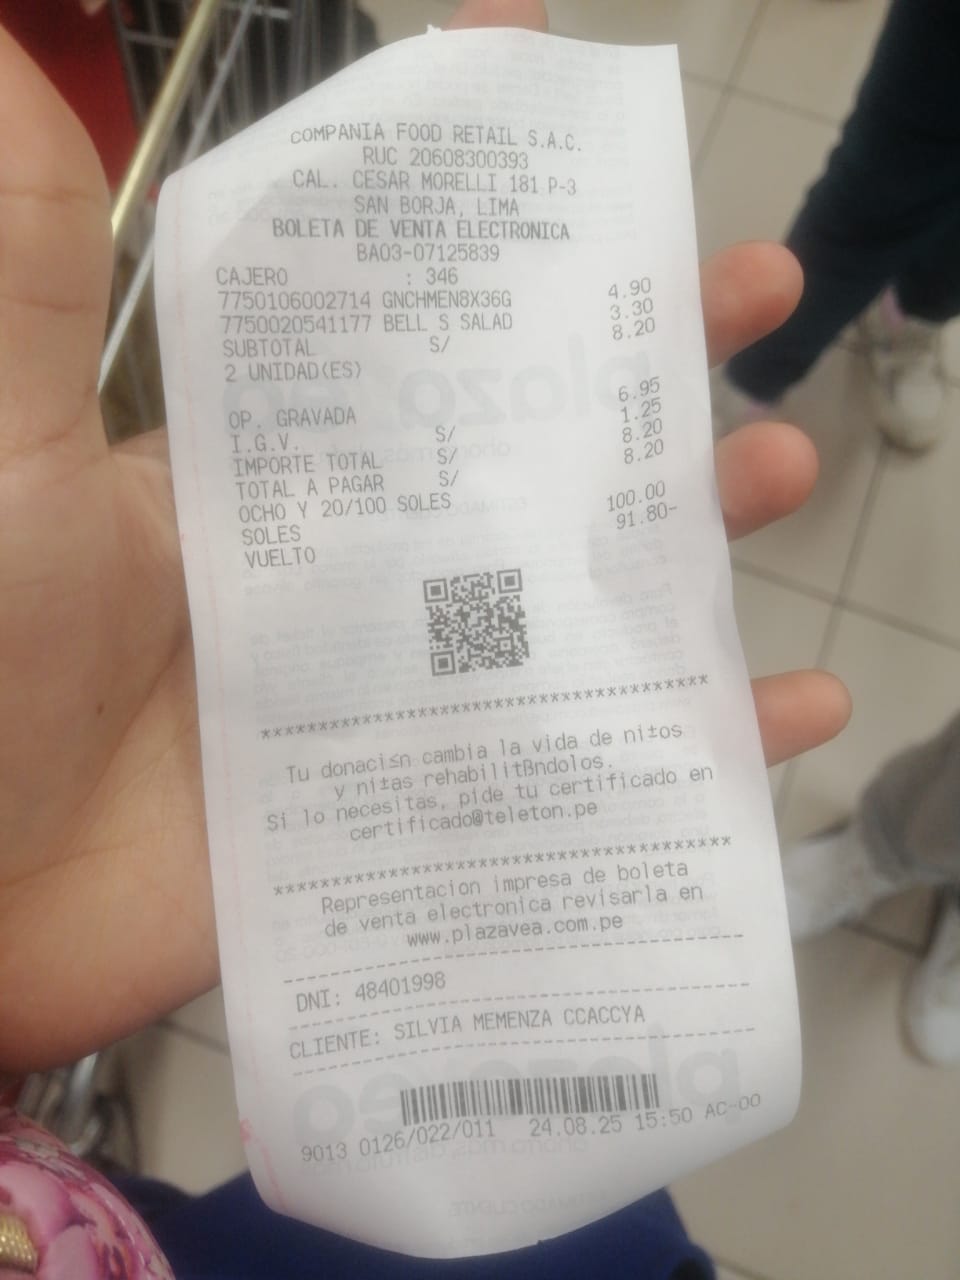 COMPANIA FOOD RETAIL S.A.C.
RUC 20608300393
CAL. CESAR MORELLI 181 P-3
SAN BORJA, LIMA
BOLETA DE VENTA ELECTRONICA
BA03-07125839
CAJERO : 346
7750106002714 GNCHMEN8X36G 4.90
7750020541177 BELL S SALAD 3.30
SUBTOTAL S/ 8.20
2 UNIDAD(ES)
OP. GRAVADA S/ 6.95
I.G.V. S/ 1.25
IMPORTE TOTAL S/ 8.20
TOTAL A PAGAR S/ 8.20
OCHO Y 20/100 SOLES
SOLES 100.00
VUELTO 91.80-
***************************************
Tu donaci≤n cambia la vida de ni±os
y ni±as rehabilitßndolos.
Si lo necesitas, pide tu certificado en
certificado@teleton.pe
***************************************
Representacion impresa de boleta
de venta electronica revisarla en
www.plazavea.com.pe
DNI: 48401998
CLIENTE: SILVIA MEMENZA CCACCYA
9013 0126/022/011 24.08.25 15:50 AC-00